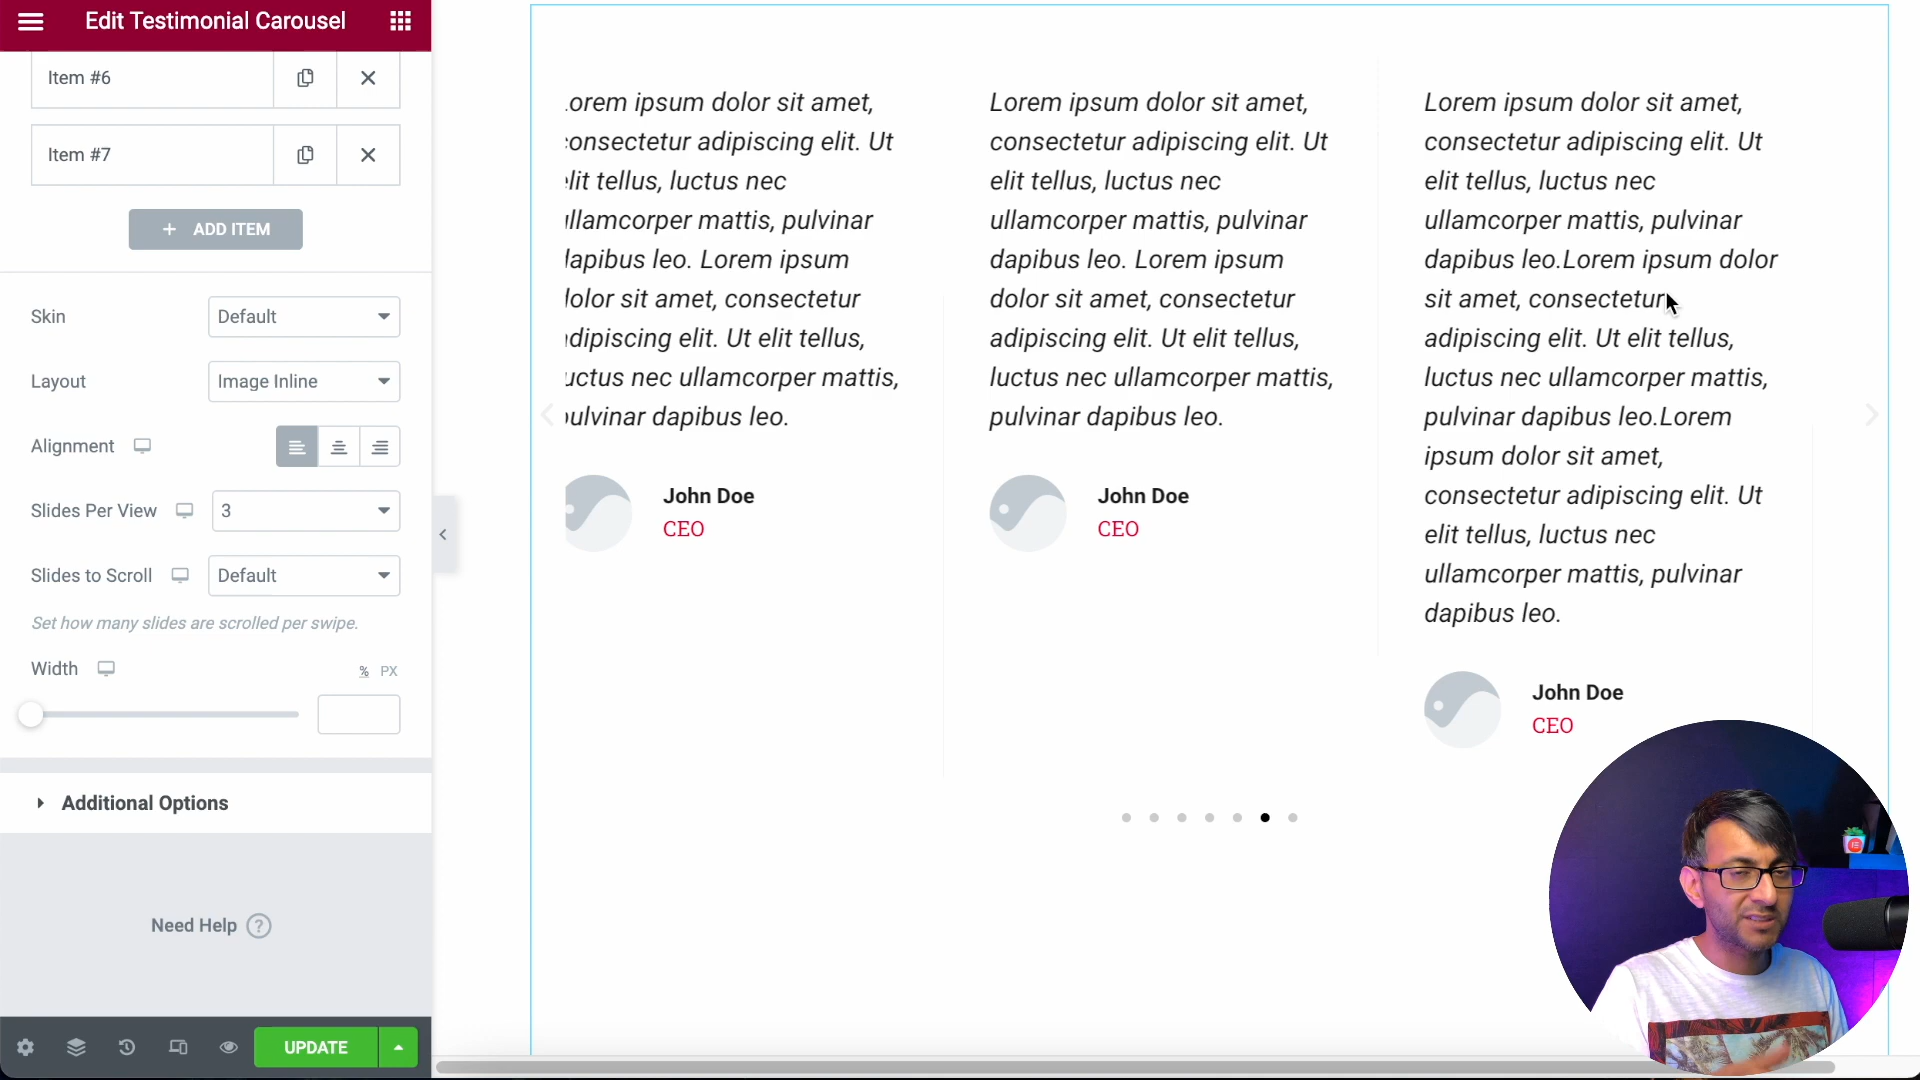 Edit Testimonial Carousel
Item #6
Item #7
+ ADD ITEM
Skin
Default
Layout
Image Inline
Alignment
Slides Per View
3
Slides to Scroll
Default
Set how many slides are scrolled per swipe.
Width
% PX
Additional Options
Need Help ?
UPDATE
orem ipsum dolor sit amet,
consectetur adipiscing elit. Ut
elit tellus, luctus nec
ullamcorper mattis, pulvinar
dapibus leo. Lorem ipsum
dolor sit amet, consectetur
adipiscing elit. Ut elit tellus,
luctus nec ullamcorper mattis,
pulvinar dapibus leo.
John Doe
CEO
Lorem ipsum dolor sit amet,
consectetur adipiscing elit. Ut
elit tellus, luctus nec
ullamcorper mattis, pulvinar
dapibus leo. Lorem ipsum
dolor sit amet, consectetur
adipiscing elit. Ut elit tellus,
luctus nec ullamcorper mattis,
pulvinar dapibus leo.
John Doe
CEO
Lorem ipsum dolor sit amet,
consectetur adipiscing elit. Ut
elit tellus, luctus nec
ullamcorper mattis, pulvinar
dapibus leo.Lorem ipsum dolor
sit amet, consectetur
adipiscing elit. Ut elit tellus,
luctus nec ullamcorper mattis,
pulvinar dapibus leo.Lorem
ipsum dolor sit amet,
consectetur adipiscing elit. Ut
elit tellus, luctus nec
ullamcorper mattis, pulvinar
dapibus leo.
John Doe
CEO